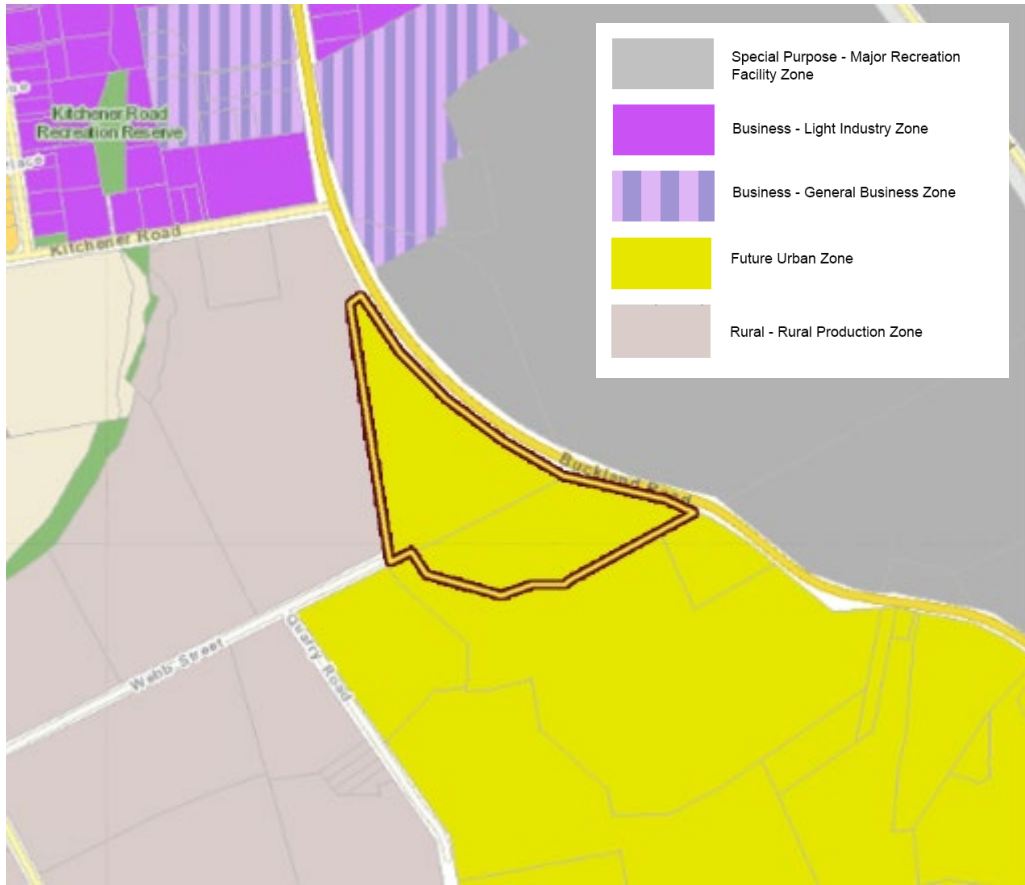 Special Purpose - Major Recreation
Facility Zone
Business - Light Industry Zone
Business - General Business Zone
Future Urban Zone
Rural - Rural Production Zone
Kitchener Road
Recreation Reserve
Kitchener Road
Buckland Road
Webb Street
Quarry Road